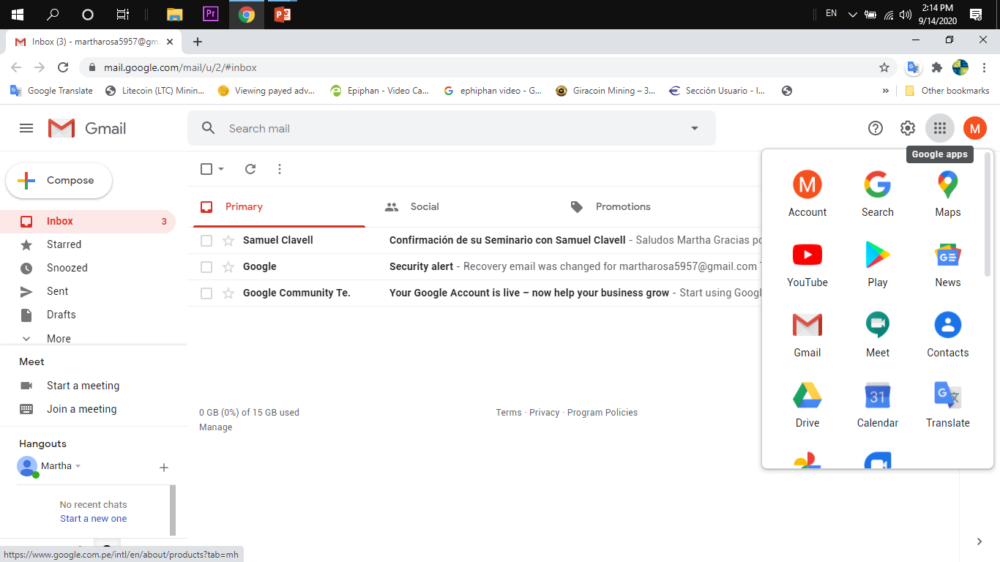 Pr
EN
2:14 PM
9/14/2020
Inbox (3) - martharosa5957@gm
mail.google.com/mail/u/2/#inbox
Google Translate
Litecoin (LTC) Minin...
Viewing payed adv...
Epiphan - Video Ca...
ephiphan video - G...
Giracoin Mining – 3...
Sección Usuario - I...
»
Other bookmarks
Gmail
Search mail
M
Google apps
Compose
Inbox 3
Starred
Snoozed
Sent
Drafts
More
Meet
Start a meeting
Join a meeting
Hangouts
Martha
No recent chats
Start a new one
Primary
Social
Promotions
Samuel Clavell Confirmación de su Seminario con Samuel Clavell - Saludos Martha Gracias po
Google Security alert - Recovery email was changed for martharosa5957@gmail.com T
Google Community Te. Your Google Account is live – now help your business grow - Start using Googl
0 GB (0%) of 15 GB used
Manage
Terms · Privacy · Program Policies
M
Account
Search
Maps
YouTube
Play
News
Gmail
Meet
Contacts
Drive
31
Calendar
Translate
https://www.google.com.pe/intl/en/about/products?tab=mh